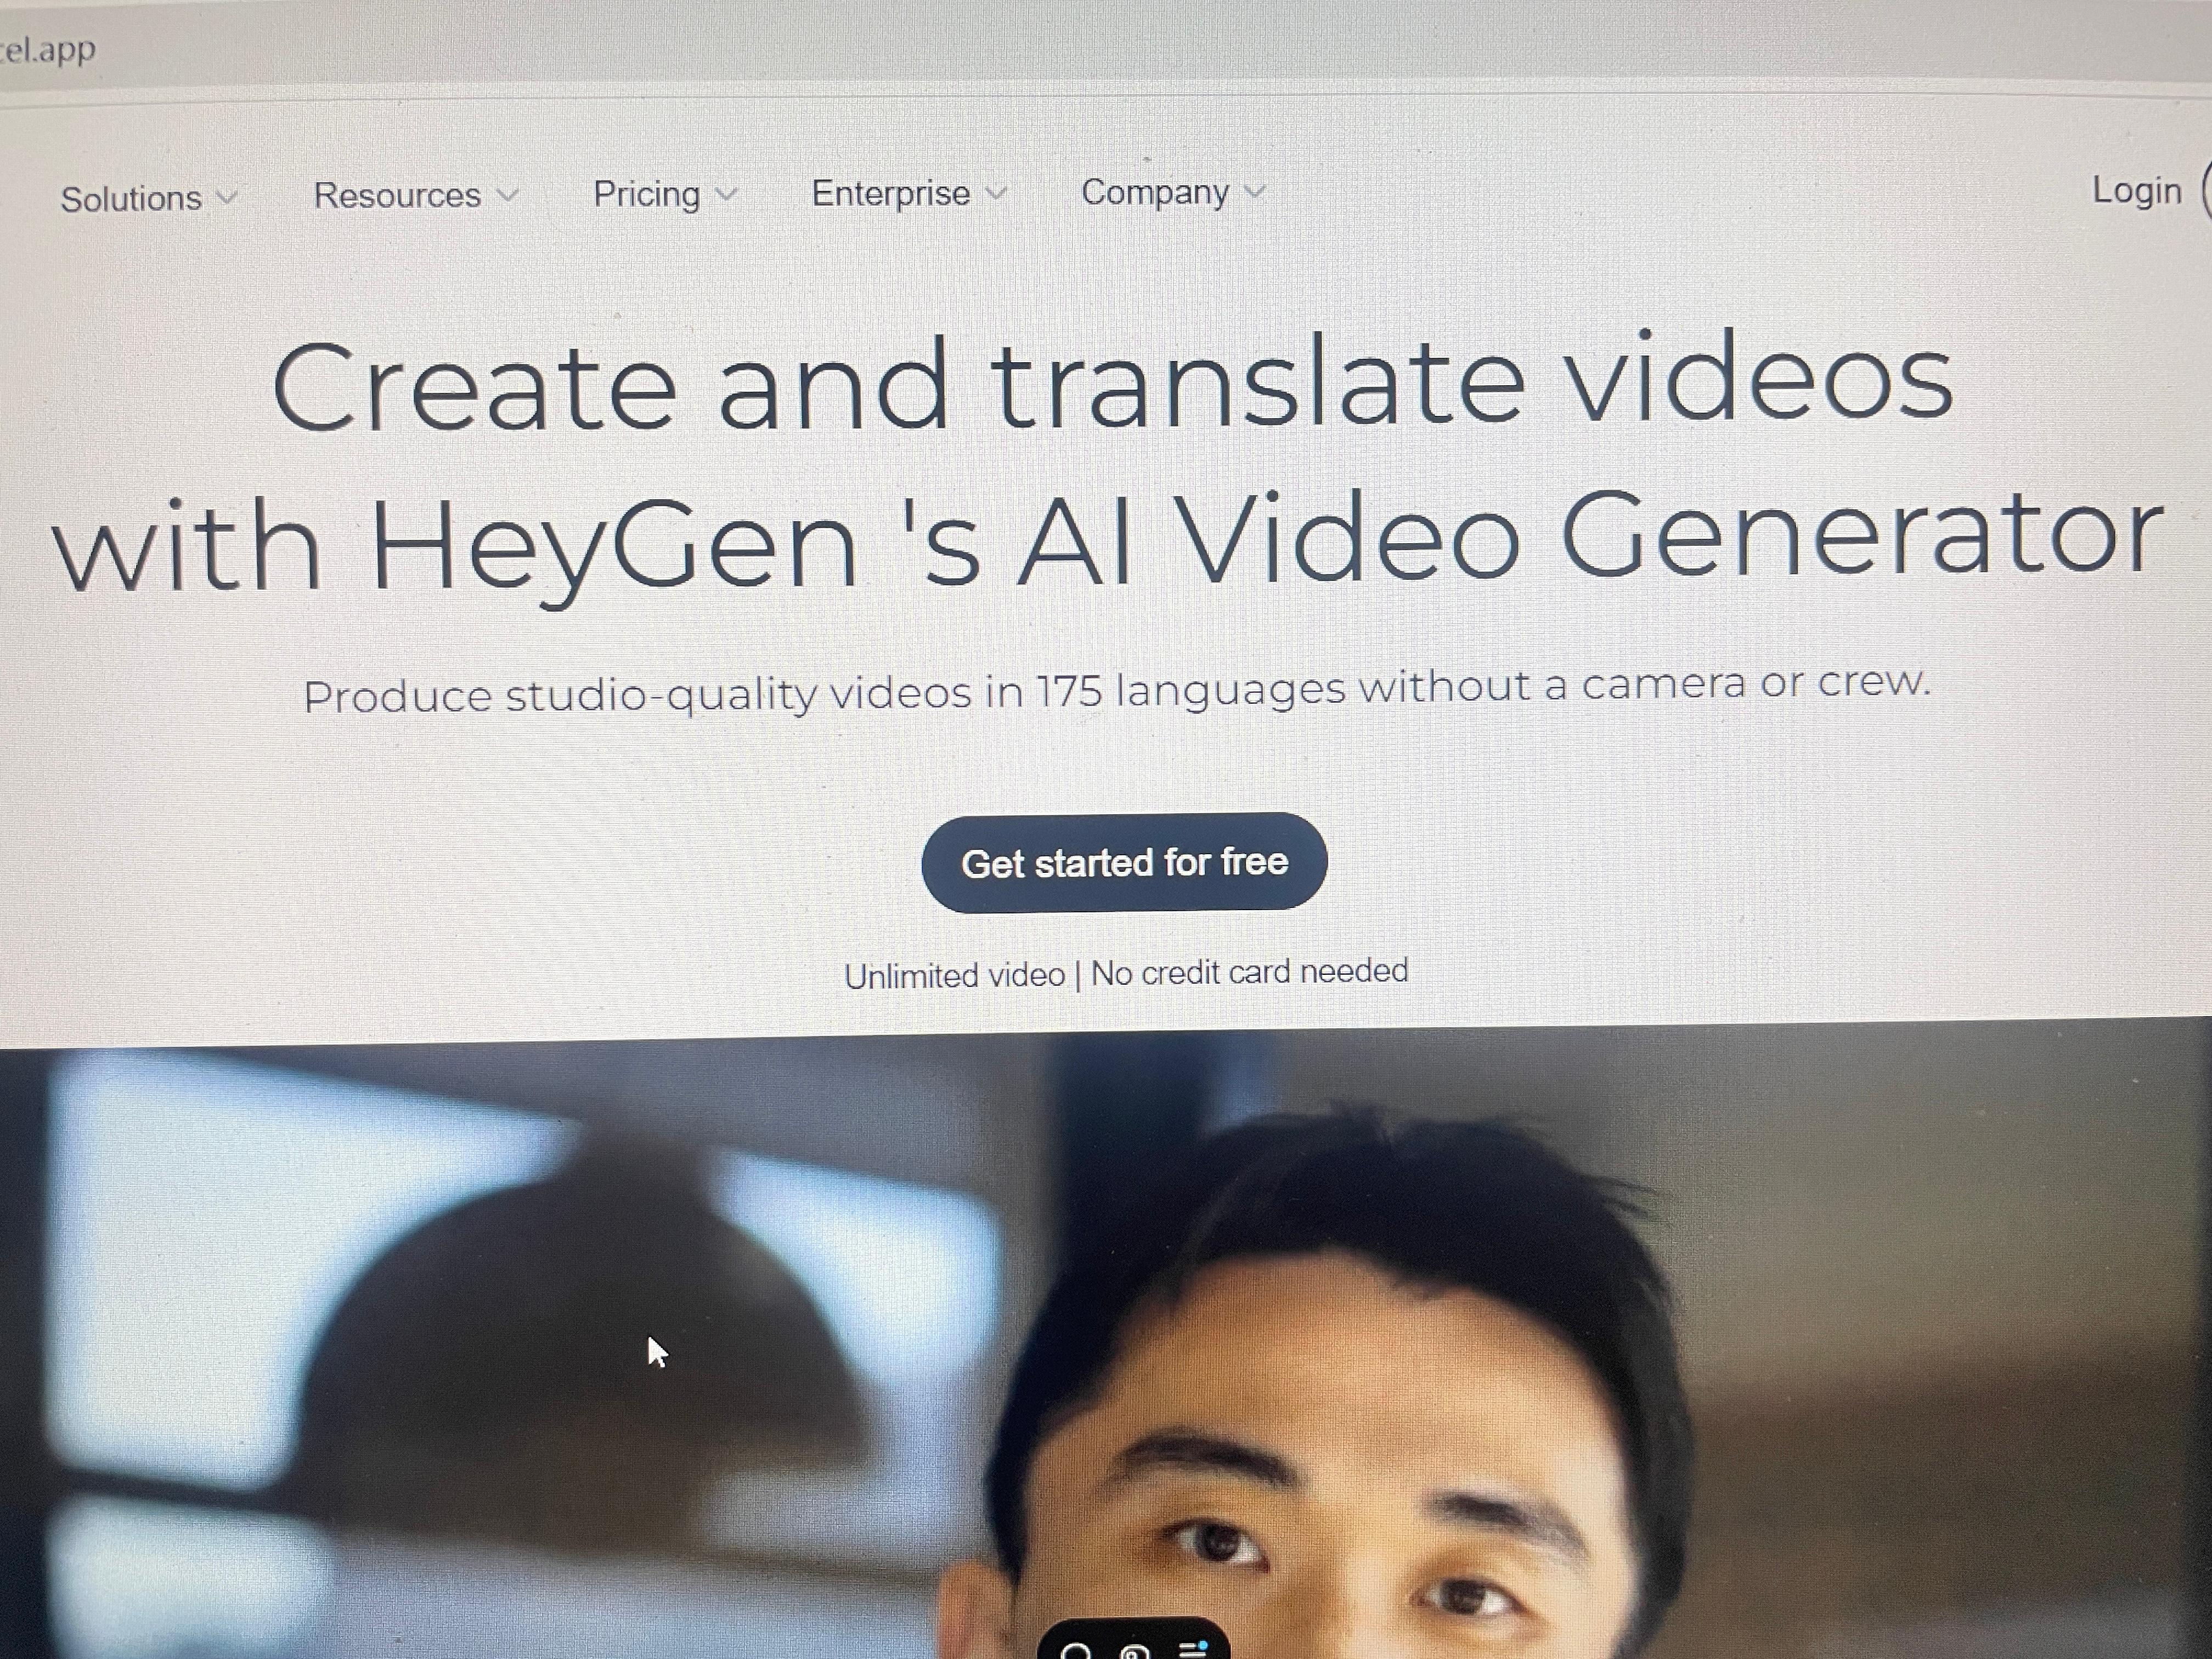 cel.app
Solutions Resources Pricing Enterprise Company Login
Create and translate videos
with HeyGen 's AI Video Generator
Produce studio-quality videos in 175 languages without a camera or crew.
Get started for free
Unlimited video | No credit card needed